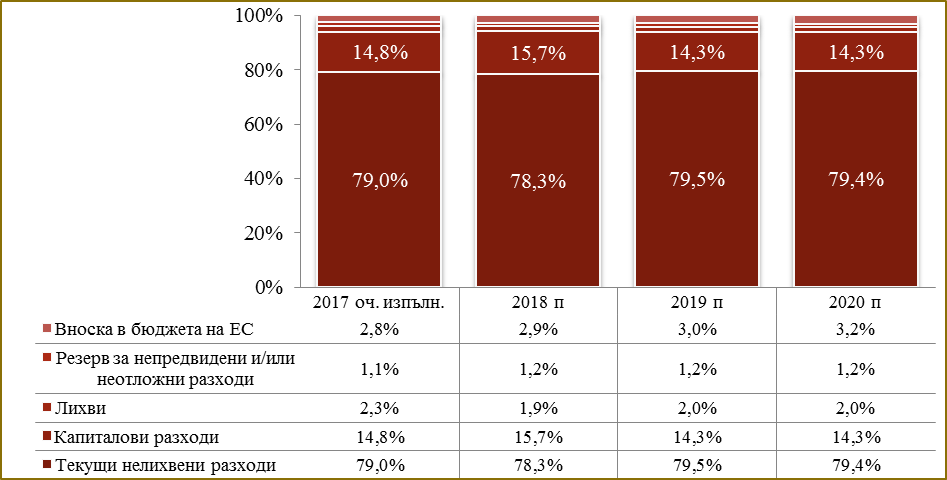 100%
80%
60%
40%
20%
0%
14,8% 15,7% 14,3% 14,3%
79,0% 78,3% 79,5% 79,4%
2017 оч. изпълн. 2018 п 2019 п 2020 п
Вноска в бюджета на ЕС 2,8% 2,9% 3,0% 3,2%
Резерв за непредвидени и/или
неотложни разходи 1,1% 1,2% 1,2% 1,2%
Лихви 2,3% 1,9% 2,0% 2,0%
Капиталови разходи 14,8% 15,7% 14,3% 14,3%
Текущи нелихвени разходи 79,0% 78,3% 79,5% 79,4%